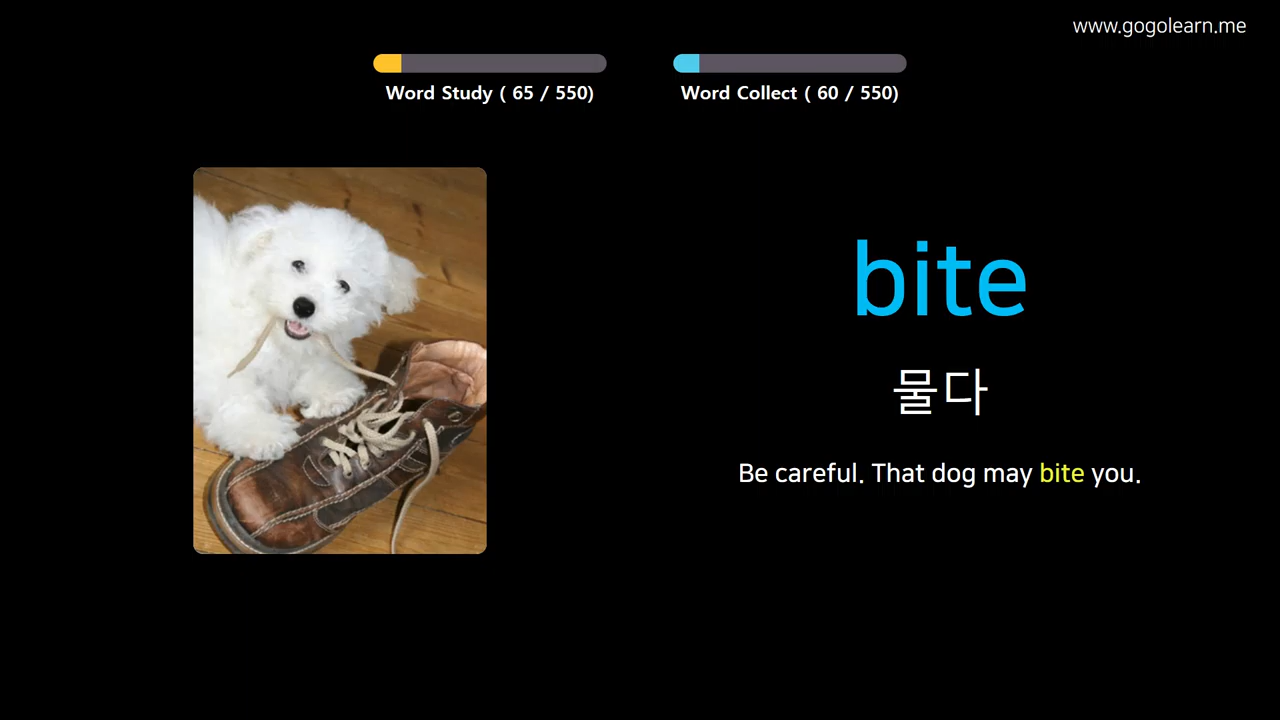 www.gogolearn.me
Word Study ( 65 / 550)
Word Collect ( 60 / 550)
bite
물다
Be careful. That dog may bite you.